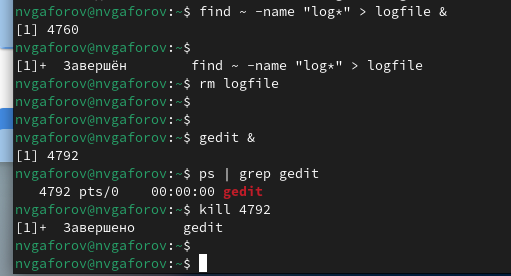 nvgaforov@nvgaforov:~$ find ~ -name "log*" > logfile &
[1] 4760
nvgaforov@nvgaforov:~$
[1]+  Завершён        find ~ -name "log*" > logfile
nvgaforov@nvgaforov:~$ rm logfile
nvgaforov@nvgaforov:~$
nvgaforov@nvgaforov:~$
nvgaforov@nvgaforov:~$ gedit &
[1] 4792
nvgaforov@nvgaforov:~$ ps | grep gedit
   4792 pts/0    00:00:00 gedit
nvgaforov@nvgaforov:~$ kill 4792
[1]+  Завершено      gedit
nvgaforov@nvgaforov:~$
nvgaforov@nvgaforov:~$